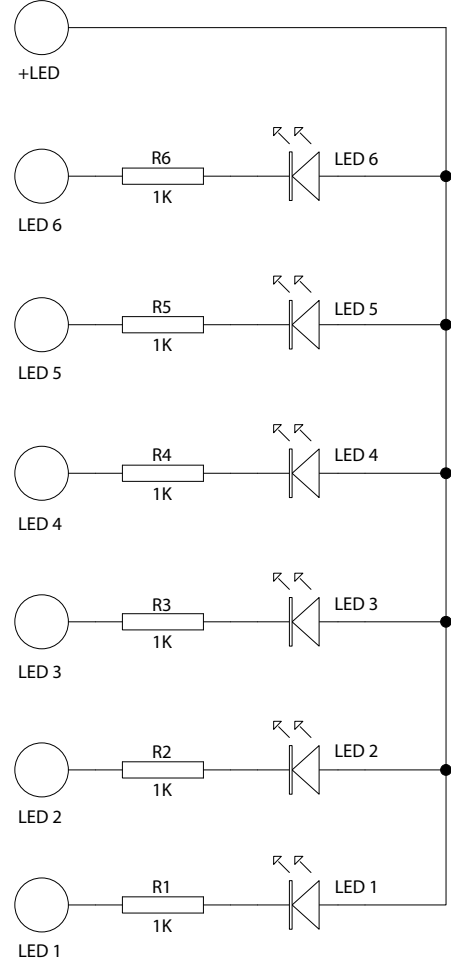 +LED
R6
LED 6
1K
LED 6
R5
LED 5
1K
LED 5
R4
LED 4
1K
LED 4
R3
LED 3
1K
LED 3
R2
LED 2
1K
LED 2
R1
LED 1
1K
LED 1